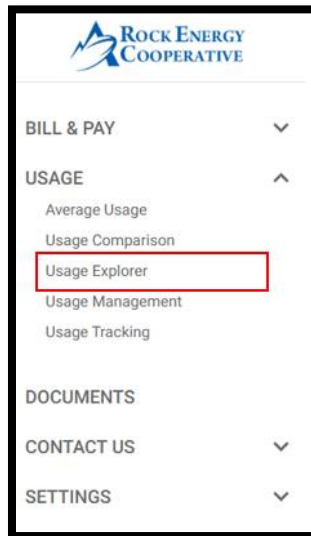 ROCK ENERGY
COOPERATIVE
BILL & PAY
USAGE
Average Usage
Usage Comparison
Usage Explorer
Usage Management
Usage Tracking
DOCUMENTS
CONTACT US
SETTINGS